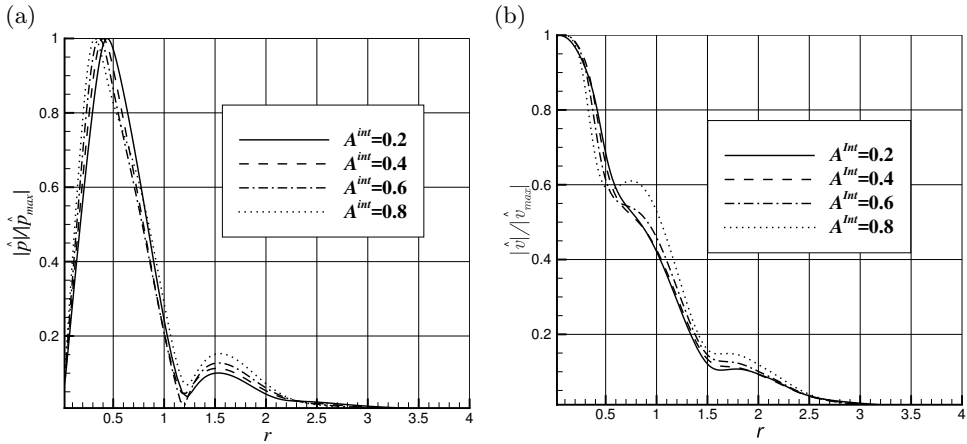 (a)
1
0.8
0.6
0.4
0.2
|p̂|/|p̂max|
A^int=0.2
A^int=0.4
A^int=0.6
A^int=0.8
0.5
1
1.5
2
2.5
3
3.5
4
r
(b)
1
0.8
0.6
0.4
0.2
|v̂|/|v̂max|
A^Int=0.2
A^Int=0.4
A^Int=0.6
A^Int=0.8
0.5
1
1.5
2
2.5
3
3.5
4
r